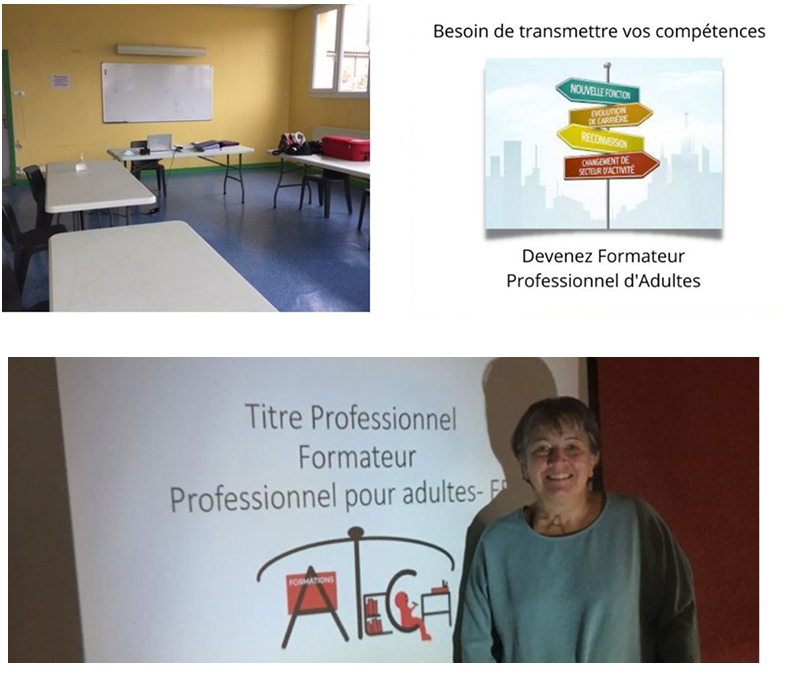 Besoin de transmettre vos compétences
NOUVELLE FONCTION
EVOLUTION
DE CARRIÈRE
RECONVERSION
CHANGEMENT DE
SECTEUR D'ACTIVITÉ
Devenez Formateur
Professionnel d'Adultes
Titre Professionnel
Formateur
Professionnel pour adultes-
FORMATIONS
ATECA